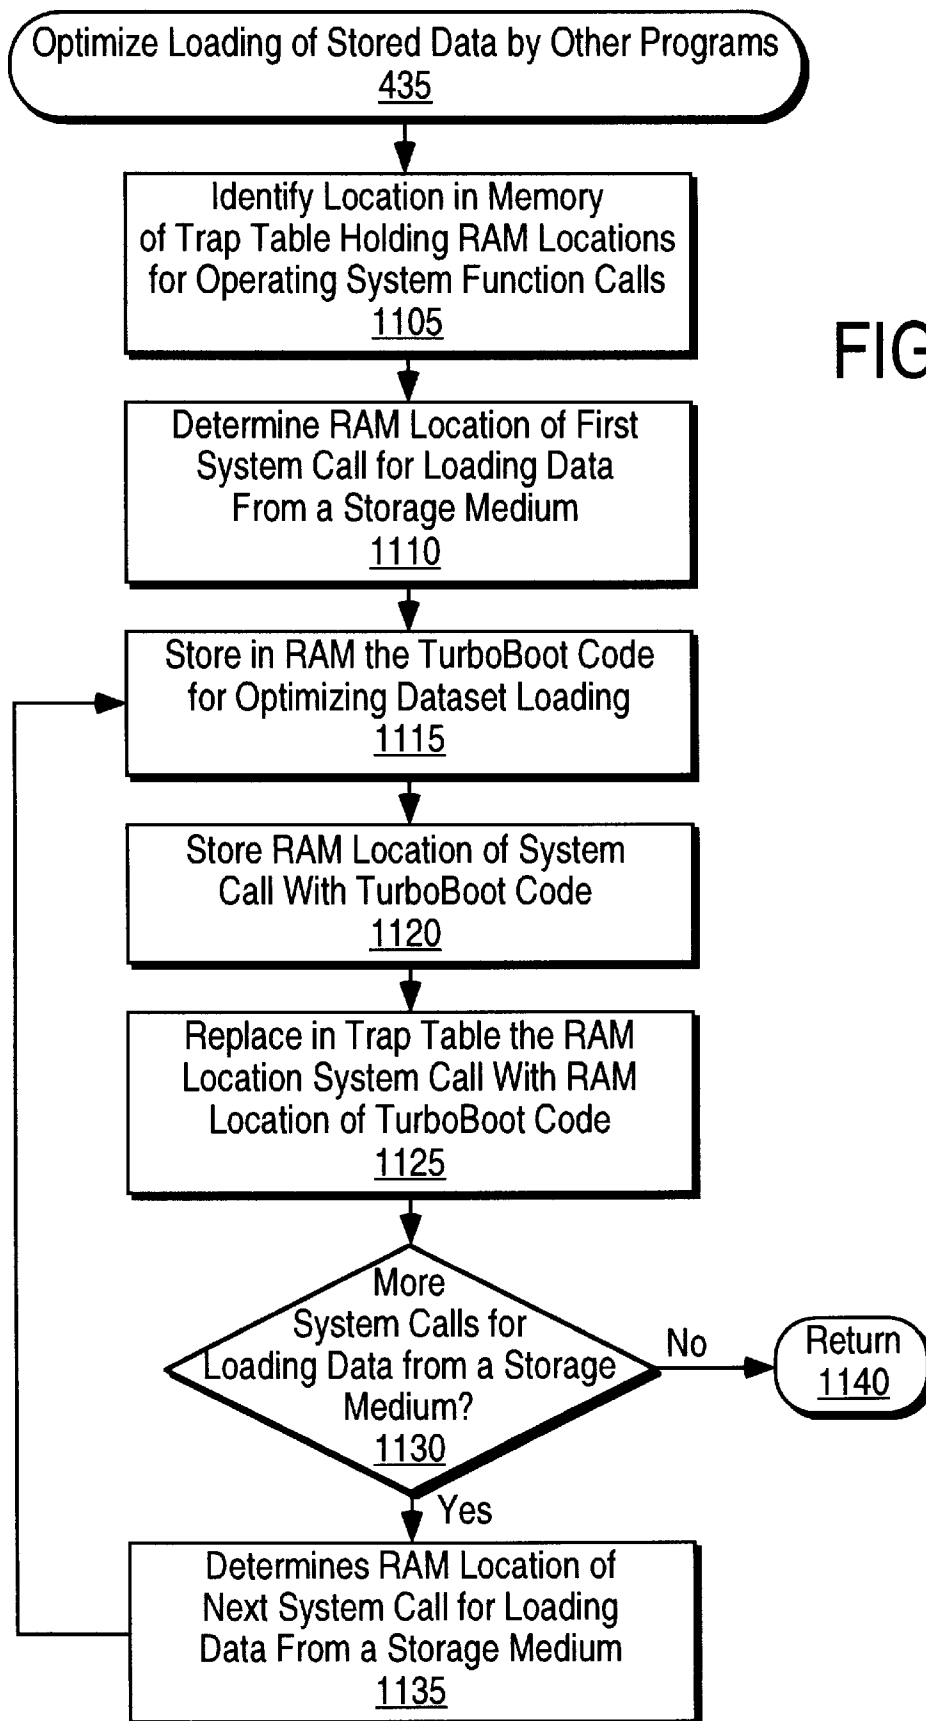 Optimize Loading of Stored Data by Other Programs
435
Identify Location in Memory
of Trap Table Holding RAM Locations
for Operating System Function Calls
1105
FIG
Determine RAM Location of First
System Call for Loading Data
From a Storage Medium
1110
Store in RAM the TurboBoot Code
for Optimizing Dataset Loading
1115
Store RAM Location of System
Call With TurboBoot Code
1120
Replace in Trap Table the RAM
Location System Call With RAM
Location of TurboBoot Code
1125
More
System Calls for
Loading Data from a Storage
Medium?
1130
No
Return
1140
Yes
Determines RAM Location of
Next System Call for Loading
Data From a Storage Medium
1135